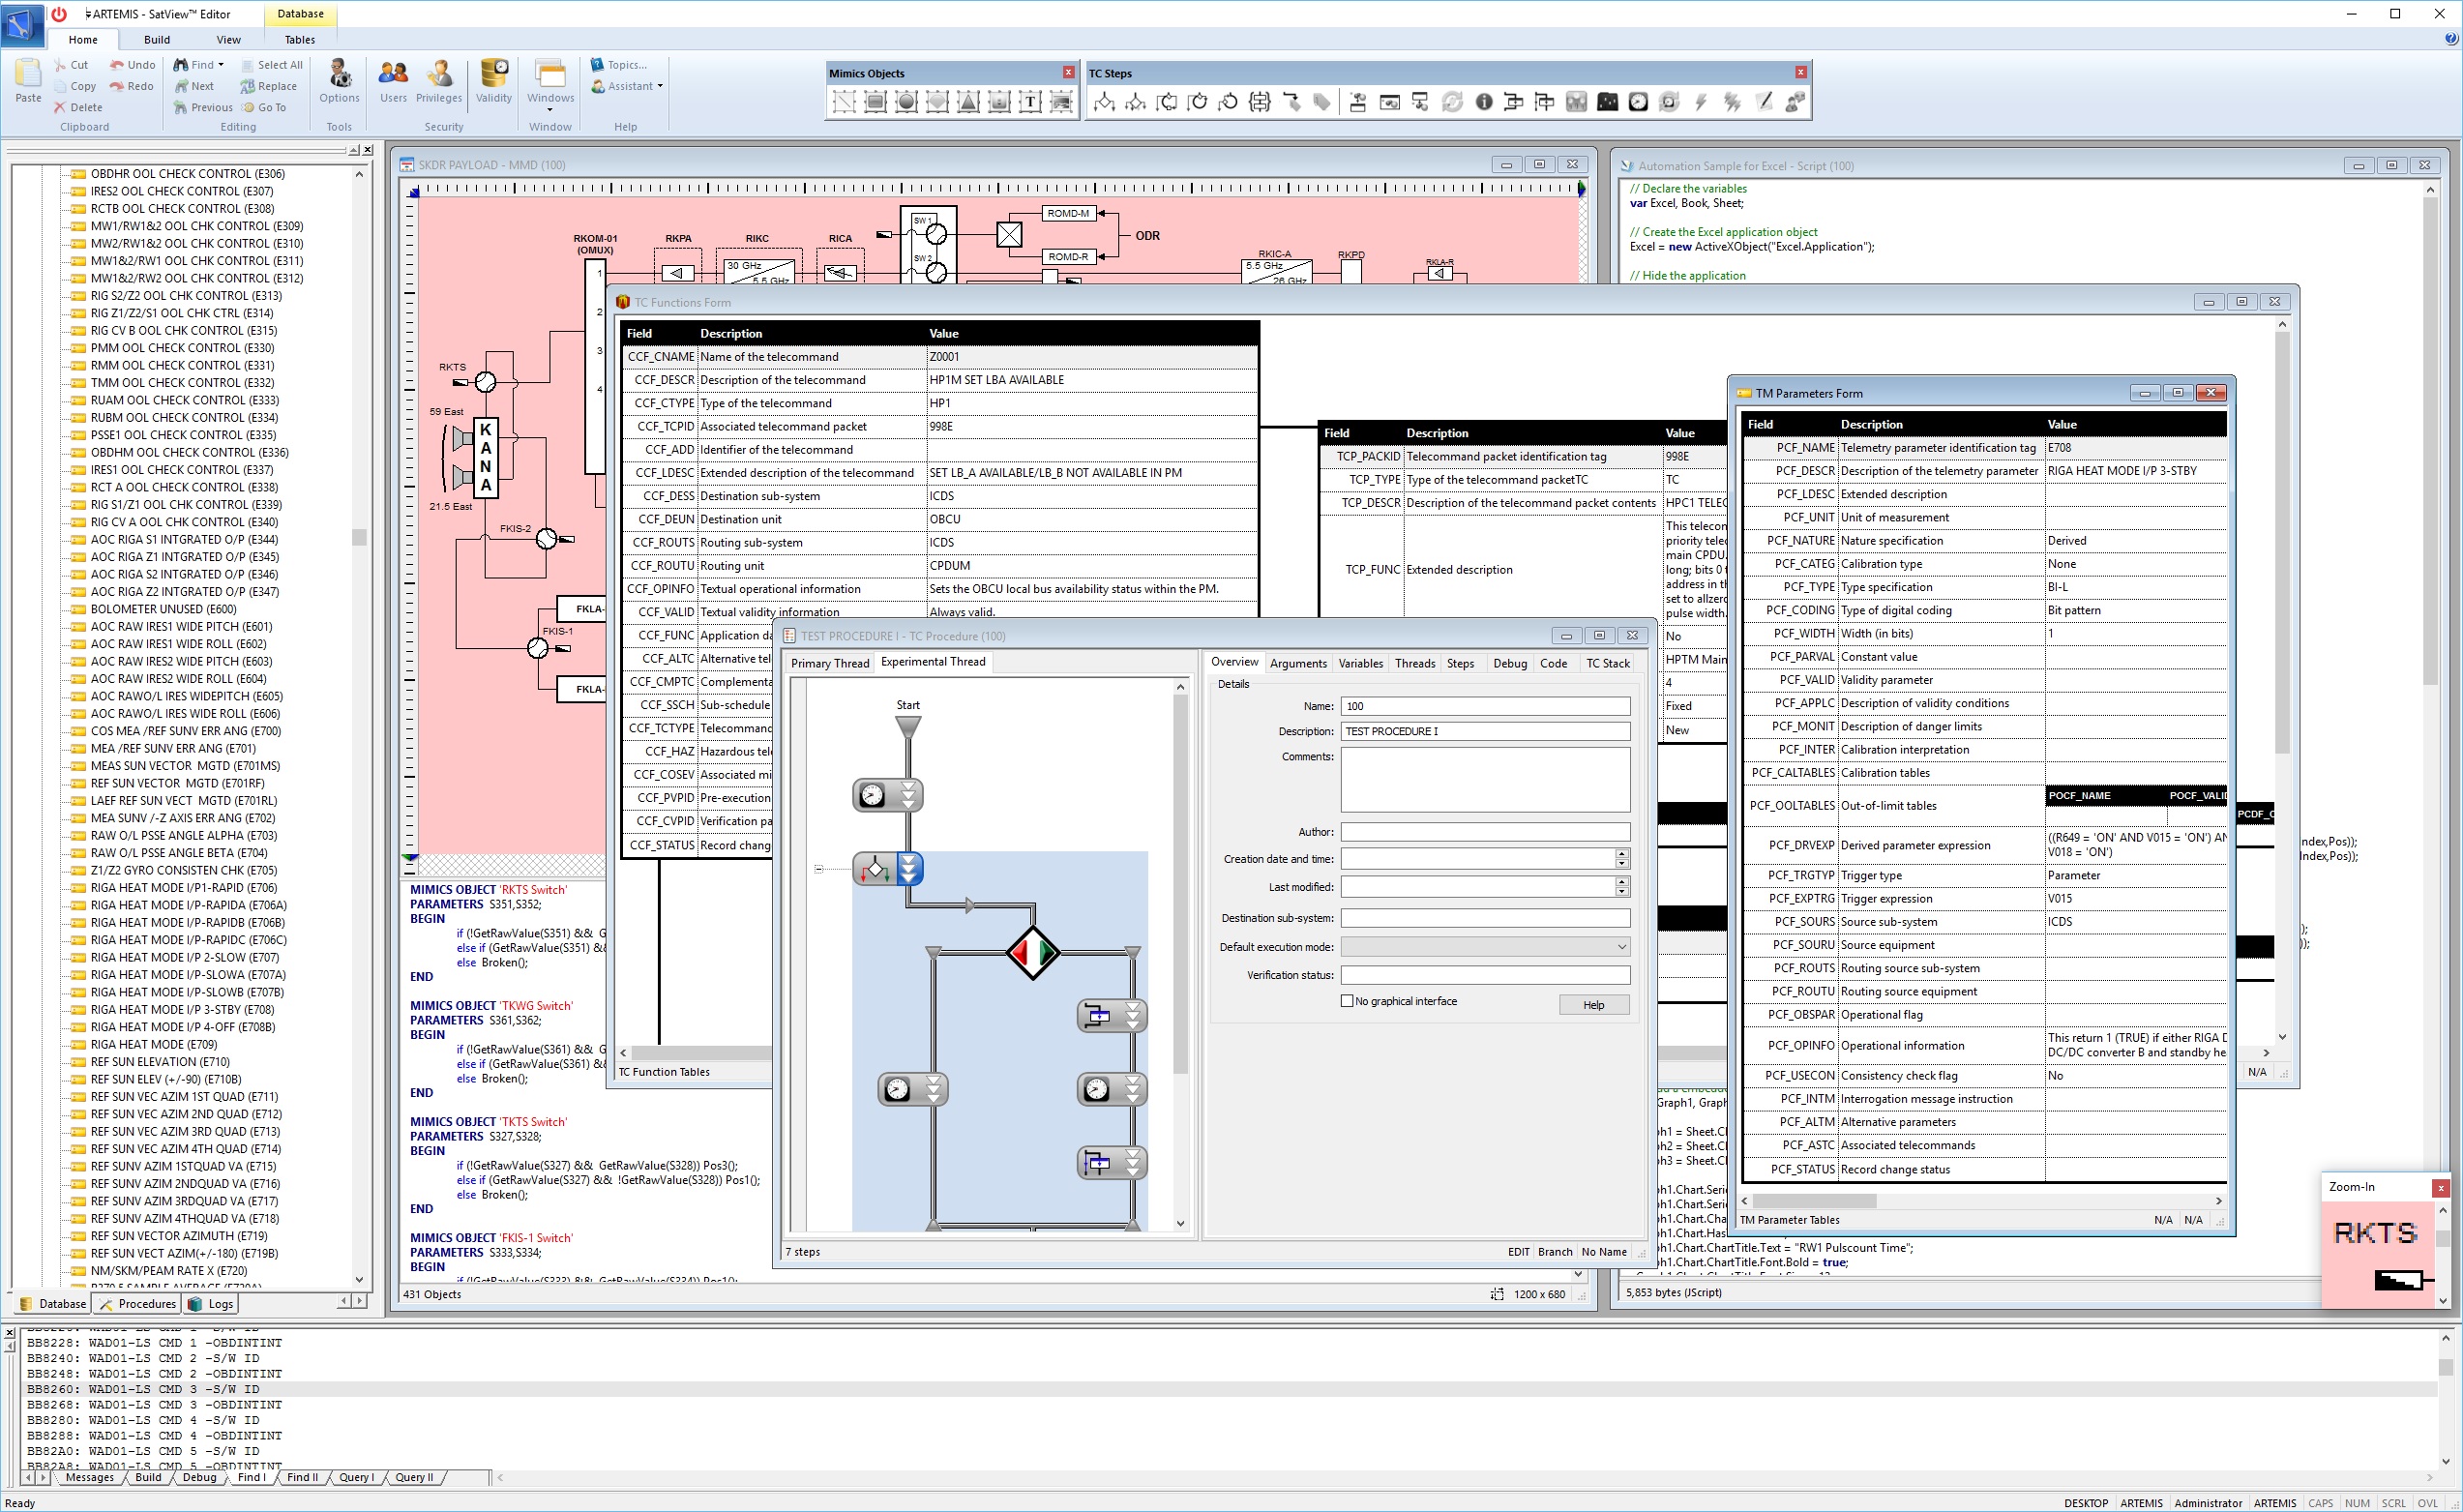 ARTEMIS - SatView™ Editor
Database
Home Build View Tables
Paste
Cut
Copy
Delete
Clipboard
Undo
Redo
Find
Next
Previous
Select All
Replace
Go To
Editing
Options
Tools
Users
Privileges
Validity
Security
Windows
Window
Topics...
Assistant
Help
Mimics Objects
TC Steps
OBDHR OOL CHECK CONTROL (E306)
IRES2 OOL CHECK CONTROL (E307)
RCTB OOL CHECK CONTROL (E308)
MW1/RW1&2 OOL CHK CONTROL (E309)
MW2/RW1&2 OOL CHK CONTROL (E310)
MW1&2/RW1 OOL CHK CONTROL (E311)
MW1&2/RW2 OOL CHK CONTROL (E312)
RIG S2/Z2 OOL CHK CONTROL (E313)
RIG Z1/Z2/S1 OOL CHK CTRL (E314)
RIG CV B OOL CHK CONTROL (E315)
PMM OOL CHECK CONTROL (E330)
RMM OOL CHECK CONTROL (E331)
TMM OOL CHECK CONTROL (E332)
RUAM OOL CHECK CONTROL (E333)
RUBM OOL CHECK CONTROL (E334)
PSSE1 OOL CHECK CONTROL (E335)
OBDHM OOL CHECK CONTROL (E336)
IRES1 OOL CHECK CONTROL (E337)
RCT A OOL CHECK CONTROL (E338)
RIG S1/Z1 OOL CHK CONTROL (E339)
RIG CV A OOL CHK CONTROL (E340)
AOC RIGA S1 INTGRATED O/P (E344)
AOC RIGA Z1 INTGRATED O/P (E345)
AOC RIGA S2 INTGRATED O/P (E346)
AOC RIGA Z2 INTGRATED O/P (E347)
BOLOMETER UNUSED (E600)
AOC RAW IRES1 WIDE PITCH (E601)
AOC RAW IRES1 WIDE ROLL (E602)
AOC RAW IRES2 WIDE PITCH (E603)
AOC RAW IRES2 WIDE ROLL (E604)
AOC RAWO/L IRES WIDEPITCH (E605)
AOC RAWO/L IRES WIDE ROLL (E606)
COS MEA /REF SUNV ERR ANG (E700)
MEA /REF SUNV ERR ANG (E701)
MEAS SUN VECTOR MGTD (E701MS)
REF SUN VECTOR MGTD (E701RF)
LAEF REF SUN VECT MGTD (E701RL)
MEA SUNV /-Z AXIS ERR ANG (E702)
RAW O/L PSSE ANGLE ALPHA (E703)
RAW O/L PSSE ANGLE BETA (E704)
Z1/Z2 GYRO CONSISTEN CHK (E705)
RIGA HEAT MODE I/P1-RAPID (E706)
RIGA HEAT MODE I/P-RAPIDA (E706A)
RIGA HEAT MODE I/P-RAPIDB (E706B)
RIGA HEAT MODE I/P-RAPIDC (E706C)
RIGA HEAT MODE I/P 2-SLOW (E707)
RIGA HEAT MODE I/P-SLOWA (E707A)
RIGA HEAT MODE I/P-SLOWB (E707B)
RIGA HEAT MODE I/P 3-STBY (E708)
RIGA HEAT MODE I/P 4-OFF (E708B)
RIGA HEAT MODE (E709)
REF SUN ELEVATION (E710)
REF SUN ELEV (+/-90) (E710B)
REF SUN VEC AZIM 1ST QUAD (E711)
REF SUN VEC AZIM 2ND QUAD (E712)
REF SUN VEC AZIM 3RD QUAD (E713)
REF SUN VEC AZIM 4TH QUAD (E714)
REF SUNV AZIM 1STQUAD VA (E715)
REF SUNV AZIM 2NDQUAD VA (E716)
REF SUNV AZIM 3RDQUAD VA (E717)
REF SUNV AZIM 4THQUAD VA (E718)
REF SUN VECTOR AZIMUTH (E719)
REF SUN VECT AZIM(+/-180) (E719B)
NM/SKM/PEAM RATE X (E720)
Database Procedures Logs
SKDR PAYLOAD - MMD (100)
RKOM-01
(OMUX)
RKPA
RIKC
RICA
SW 1
SW 2
ROMD-M
ROMD-R
ODR
30 GHz
5.5 GHz
RKIC-A
5.5 GHz
26 GHz
RKPD
RKLA-R
1
2
3
4
RKTS
59 East
KANA
21.5 East
FKIS-2
FKLA-
FKIS-1
FKLA-
MIMICS OBJECT 'RKTS Switch'
PARAMETERS S351,S352;
BEGIN
if (!GetRawValue(S351) && G
else if (GetRawValue(S351) &&
else Broken();
END
MIMICS OBJECT 'TKWG Switch'
PARAMETERS S361,S362;
BEGIN
if (!GetRawValue(S361) && G
else if (GetRawValue(S361) &&
else Broken();
END
MIMICS OBJECT 'TKTS Switch'
PARAMETERS S327,S328;
BEGIN
if (!GetRawValue(S327) && GetRawValue(S328)) Pos3();
else if (GetRawValue(S327) && !GetRawValue(S328)) Pos1();
else Broken();
END
MIMICS OBJECT 'FKIS-1 Switch'
PARAMETERS S333,S334;
BEGIN
if (!GetRawValue(S333) && GetRawValue(S334)) Pos1();
431 Objects
1200 x 680
Automation Sample for Excel - Script (100)
// Declare the variables
var Excel, Book, Sheet;
// Create the Excel application object
Excel = new ActiveXObject("Excel.Application");
// Hide the application
ndex,Pos));
ndex,Pos));
Graph1, Graph
ph1 = Sheet.Cl
ph2 = Sheet.Cl
ph3 = Sheet.Cl
ph1.Chart.Serie
ph1.Chart.Serie
ph1.Chart.Cha
ph1.Chart.Has
ph1.Chart.ChartTitle.Text = "RW1 Pulscount Time";
ph1.Chart.ChartTitle.Font.Bold = true;
5,853 bytes (JScript)
TC Functions Form
Field Description Value
CCF_CNAME Name of the telecommand Z0001
CCF_DESCR Description of the telecommand HP1M SET LBA AVAILABLE
CCF_CTYPE Type of the telecommand HP1
CCF_TCPID Associated telecommand packet 998E
CCF_ADD Identifier of the telecommand
CCF_LDESC Extended description of the telecommand SET LB_A AVAILABLE/LB_B NOT AVAILABLE IN PM
CCF_DESS Destination sub-system ICDS
CCF_DEUN Destination unit OBCU
CCF_ROUTS Routing sub-system ICDS
CCF_ROUTU Routing unit CPDUM
CCF_OPINFO Textual operational information Sets the OBCU local bus availability status within the PM.
CCF_VALID Textual validity information Always valid.
CCF_FUNC Application da
CCF_ALTC Alternative tel
CCF_CMPTC Complementa
CCF_SSCH Sub-schedule
CCF_TCTYPE Telecommand
CCF_HAZ Hazardous tel
CCF_COSEV Associated mi
CCF_PVPID Pre-execution
CCF_CVPID Verification pa
CCF_STATUS Record chang
TC Function Tables
N/A
Field Description Value
TCP_PACKID Telecommand packet identification tag 998E
TCP_TYPE Type of the telecommand packetTC TC
TCP_DESCR Description of the telecommand packet contents HPC1 TELEC
TCP_FUNC Extended description
This telecon
priority telec
main CPDU.
long; bits 0 t
address in th
set to allzero
pulse width.
No
HPTM Main
4
Fixed
New
PCDF_C
TEST PROCEDURE I - TC Procedure (100)
Primary Thread Experimental Thread
Start
Overview Arguments Variables Threads Steps Debug Code TC Stack
Details
Name: 100
Description: TEST PROCEDURE I
Comments:
Author:
Creation date and time:
Last modified:
Destination sub-system:
Default execution mode:
Verification status:
No graphical interface
Help
7 steps
EDIT Branch No Name
TM Parameters Form
Field Description Value
PCF_NAME Telemetry parameter identification tag E708
PCF_DESCR Description of the telemetry parameter RIGA HEAT MODE I/P 3-STBY
PCF_LDESC Extended description
PCF_UNIT Unit of measurement
PCF_NATURE Nature specification Derived
PCF_CATEG Calibration type None
PCF_TYPE Type specification BI-L
PCF_CODING Type of digital coding Bit pattern
PCF_WIDTH Width (in bits) 1
PCF_PARVAL Constant value
PCF_VALID Validity parameter
PCF_APPLC Description of validity conditions
PCF_MONIT Description of danger limits
PCF_INTER Calibration interpretation
PCF_CALTABLES Calibration tables
PCF_OOLTABLES Out-of-limit tables POCF_NAME POCF_VALID
PCF_DRVEXP Derived parameter expression ((R649 = 'ON' AND V015 = 'ON') AN
V018 = 'ON')
PCF_TRGTYP Trigger type Parameter
PCF_EXPTRG Trigger expression V015
PCF_SOURS Source sub-system ICDS
PCF_SOURU Source equipment
PCF_ROUTS Routing source sub-system
PCF_ROUTU Routing source equipment
PCF_OBSPAR Operational flag
PCF_OPINFO Operational information This return 1 (TRUE) if either RIGA D
DC/DC converter B and standby he
PCF_USECON Consistency check flag No
PCF_INTM Interrogation message instruction
PCF_ALTM Alternative parameters
PCF_ASTC Associated telecommands
PCF_STATUS Record change status
TM Parameter Tables
N/A N/A
Zoom-In
RKTS
BB8228: WAD01-LS CMD 1 -OBDINTINT
BB8240: WAD01-LS CMD 2 -S/W ID
BB8248: WAD01-LS CMD 2 -OBDINTINT
BB8260: WAD01-LS CMD 3 -S/W ID
BB8268: WAD01-LS CMD 3 -OBDINTINT
BB8280: WAD01-LS CMD 4 -S/W ID
BB8288: WAD01-LS CMD 4 -OBDINTINT
BB82A0: WAD01-LS CMD 5 -S/W ID
BB82A8: WAD01-LS CMD 5 -OBDINTINT
Messages Build Debug Find I Find II Query I Query II
Ready
DESKTOP ARTEMIS Administrator ARTEMIS CAPS NUM SCRL OVL